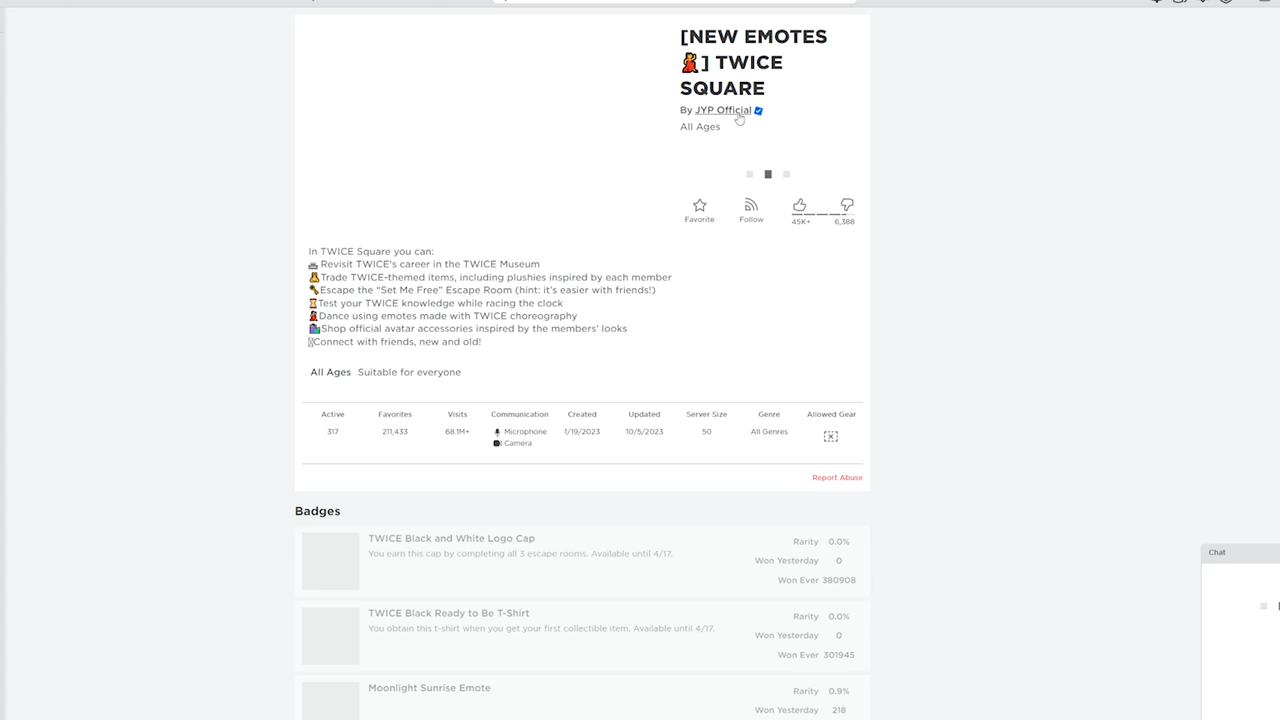 [NEW EMOTES
💃] TWICE
SQUARE
By JYP Official
All Ages
Favorite
Follow
45K+
6,388
In TWICE Square you can:
Revisit TWICE's career in the TWICE Museum
Trade TWICE-themed items, including plushies inspired by each member
Escape the "Set Me Free" Escape Room (hint: it's easier with friends!)
Test your TWICE knowledge while racing the clock
Dance using emotes made with TWICE choreography
Shop official avatar accessories inspired by the members' looks
Connect with friends, new and old!
All Ages Suitable for everyone
Active Favorites Visits Communication Created Updated Server Size Genre Allowed Gear
317 211,433 68.1M+ Microphone 1/19/2023 10/5/2023 50 All Genres
Camera
Report Abuse
Badges
TWICE Black and White Logo Cap
You earn this cap by completing all 3 escape rooms. Available until 4/17.
Rarity 0.0%
Won Yesterday 0
Won Ever 380908
Chat
TWICE Black Ready to Be T-Shirt
You obtain this t-shirt when you get your first collectible item. Available until 4/17.
Rarity 0.0%
Won Yesterday 0
Won Ever 301945
Moonlight Sunrise Emote
Rarity 0.9%
Won Yesterday 218